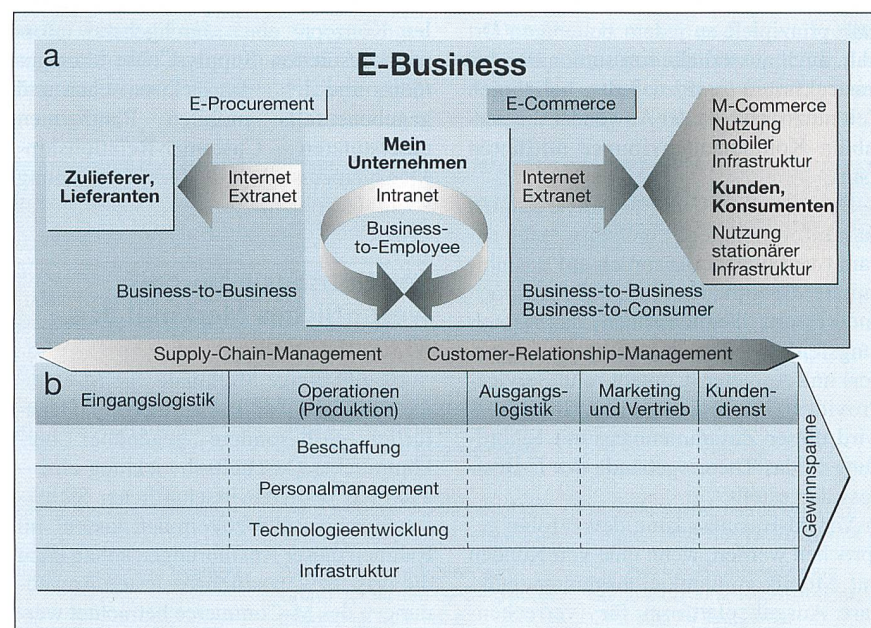 a
E-Business
E-Procurement
E-Commerce
Zulieferer,
Lieferanten
Internet
Extranet
Business-to-Business
Mein
Unternehmen
Intranet
Business-
to-Employee
Internet
Extranet
Business-to-Business
Business-to-Consumer
M-Commerce
Nutzung
mobiler
Infrastruktur
Kunden,
Konsumenten
Nutzung
stationärer
Infrastruktur
Supply-Chain-Management
Customer-Relationship-Management
b
Eingangslogistik
Operationen
(Produktion)
Ausgangs-
logistik
Marketing
und Vertrieb
Kunden-
dienst
Beschaffung
Personalmanagement
Technologieentwicklung
Infrastruktur
Gewinnspanne